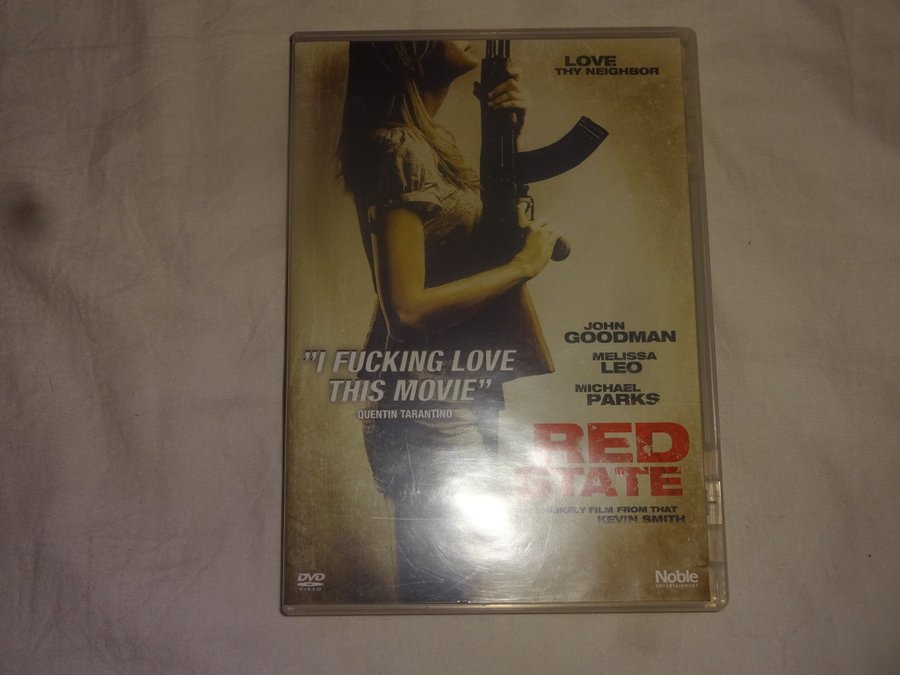 LOVE
THY NEIGHBOR
JOHN
GOODMAN
MELISSA
LEO
MICHAEL
PARKS
"I FUCKING LOVE
THIS MOVIE"
QUENTIN TARANTINO
RED
STATE
UNLIKELY FILM FROM THAT
KEVIN SMITH
DVD
VIDEO
Noble
ENTERTAINMENT